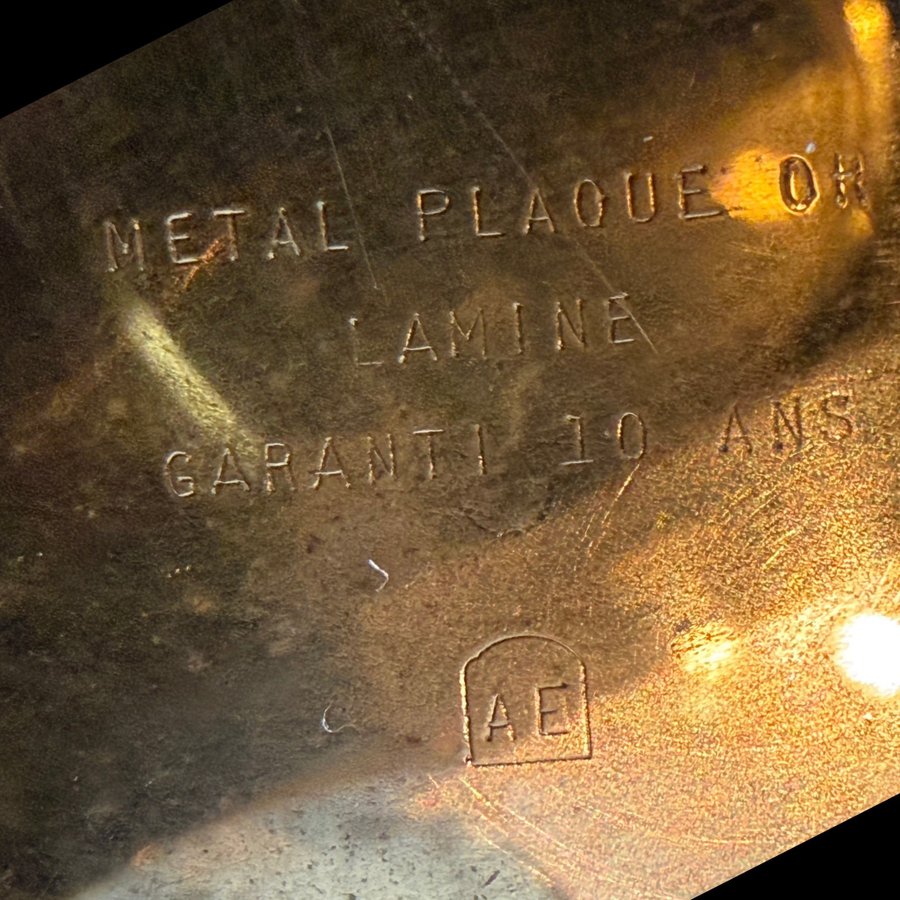 METAL PLAQUE OR
LAMINE
GARANTI 10 ANS
AE